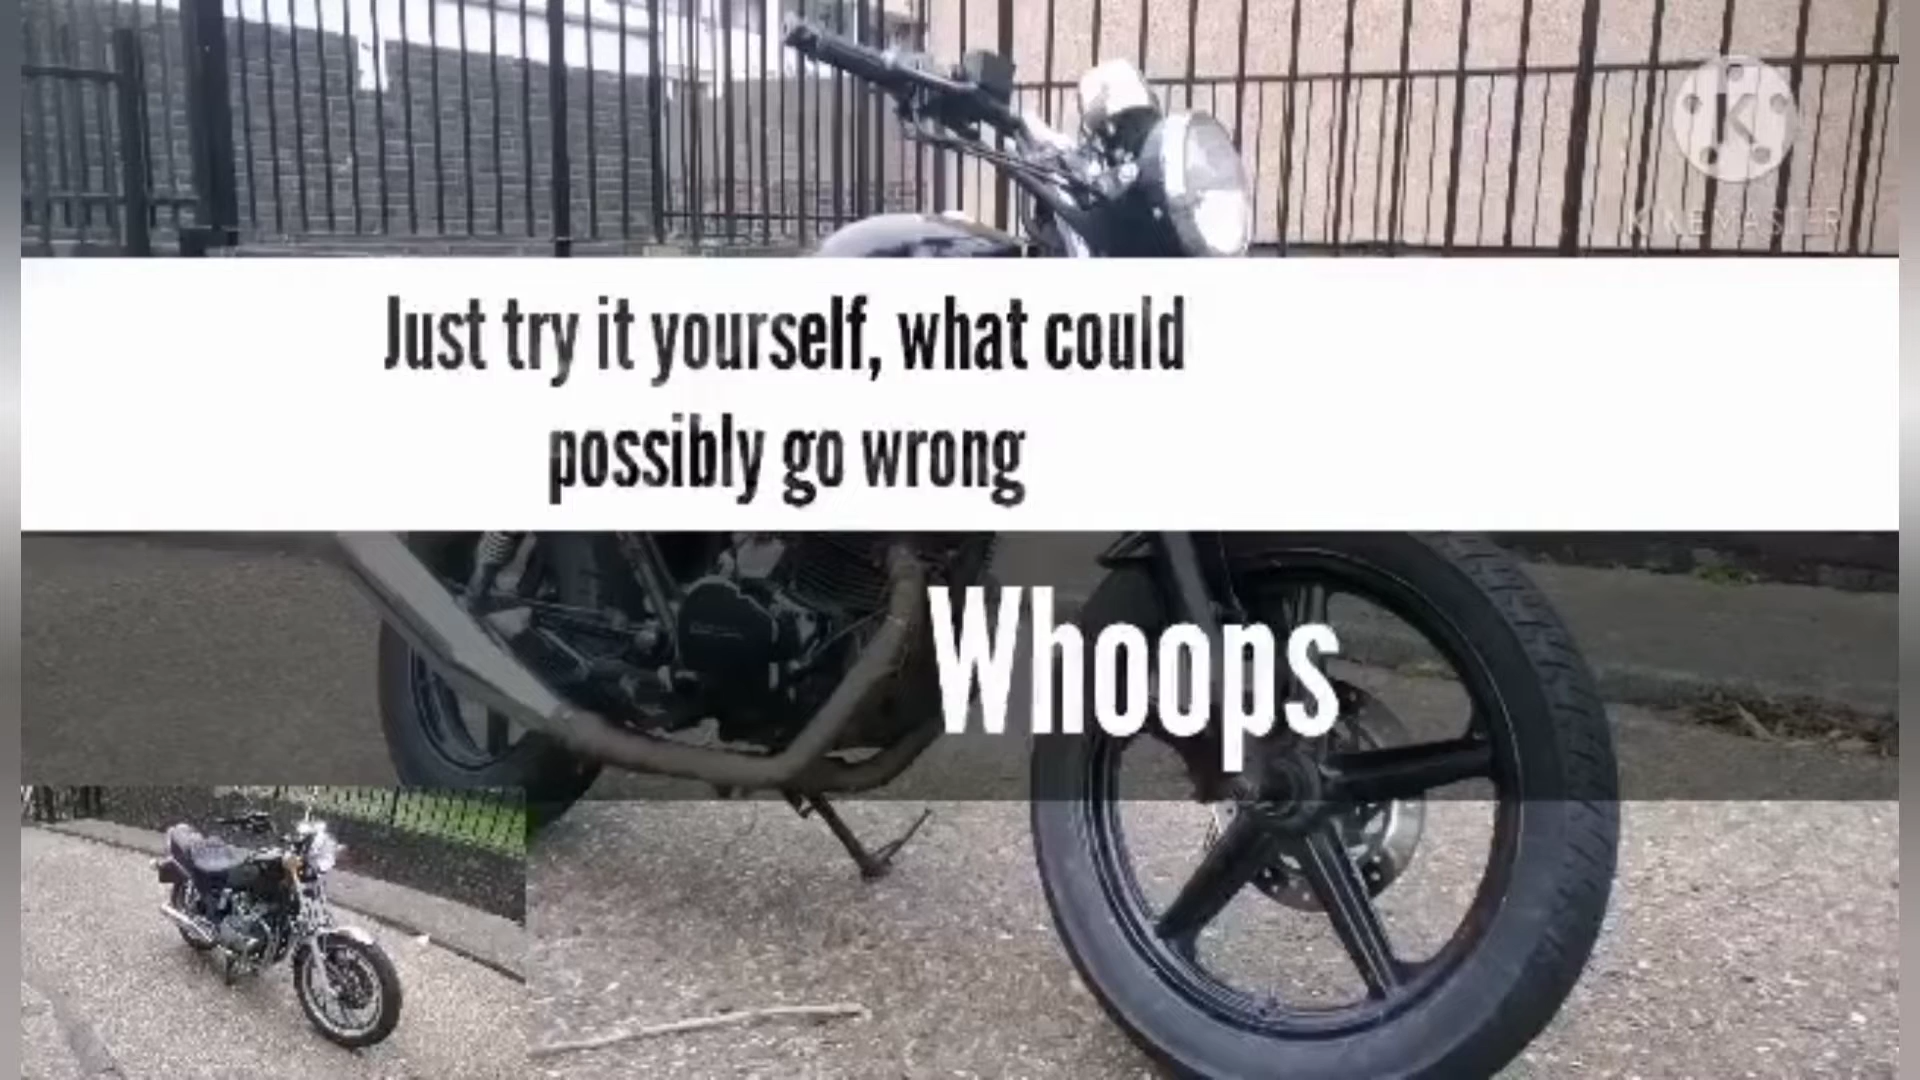 K
KINEMASTER
Just try it yourself, what could
possibly go wrong
Whoops